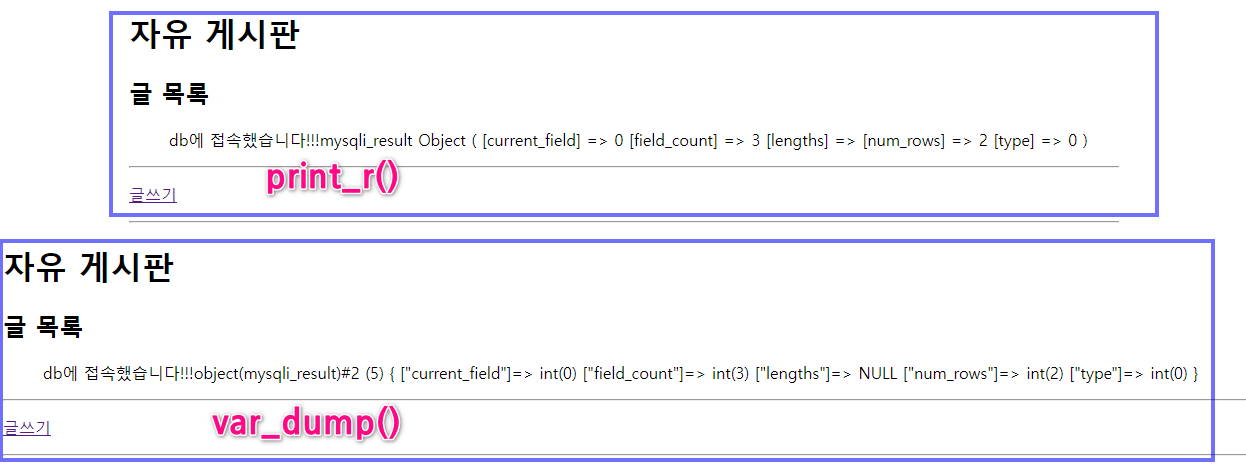 자유 게시판
글 목록
db에 접속했습니다!!!mysqli_result Object ( [current_field] => 0 [field_count] => 3 [lengths] => [num_rows] => 2 [type] => 0 )
print_r()
글쓰기
자유 게시판
글 목록
db에 접속했습니다!!!object(mysqli_result)#2 (5) { ["current_field"]=> int(0) ["field_count"]=> int(3) ["lengths"]=> NULL ["num_rows"]=> int(2) ["type"]=> int(0) }
var_dump()
글쓰기